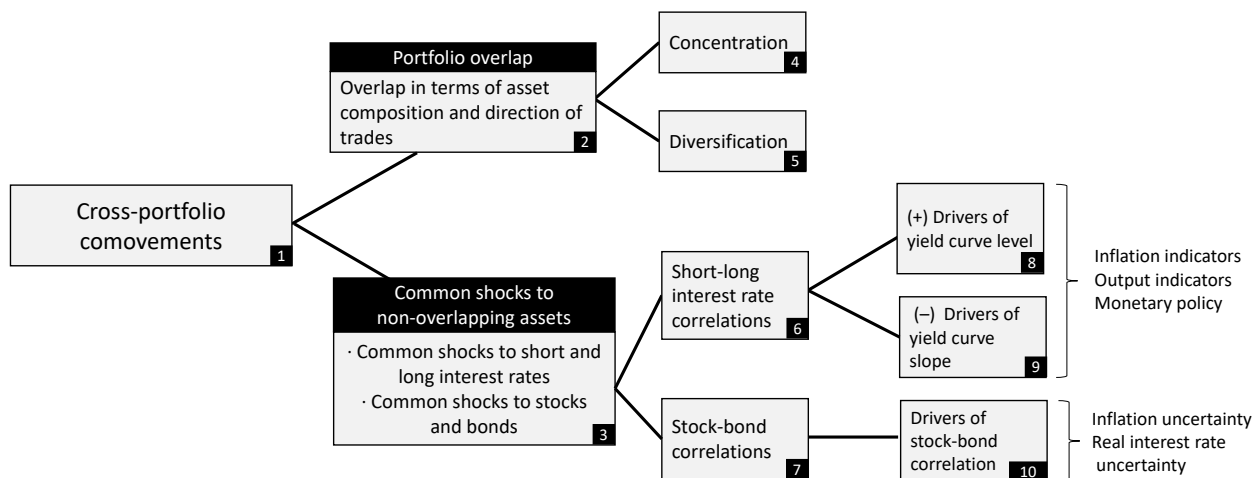 Cross-portfolio
comovements
1
Portfolio overlap
Overlap in terms of asset
composition and direction of
trades
2
Common shocks to
non-overlapping assets
· Common shocks to short and
long interest rates
· Common shocks to stocks
and bonds
3
Concentration
4
Diversification
5
Short-long
interest rate
correlations
6
Stock-bond
correlations
7
(+) Drivers of
yield curve level
8
(–) Drivers of
yield curve
slope
9
Drivers of
stock-bond
correlation
10
Inflation indicators
Output indicators
Monetary policy
Inflation uncertainty
Real interest rate
uncertainty